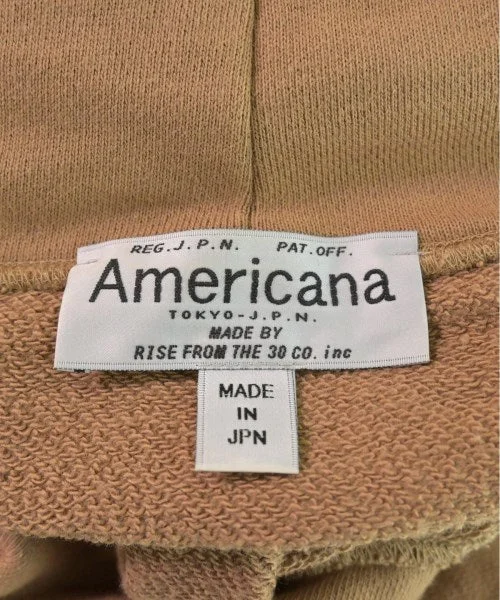 REG.J.P.N. PAT.OFF.
Americana
TOKYO-J.P.N.
MADE BY
RISE FROM THE 30 CO. inc
MADE
IN
JPN